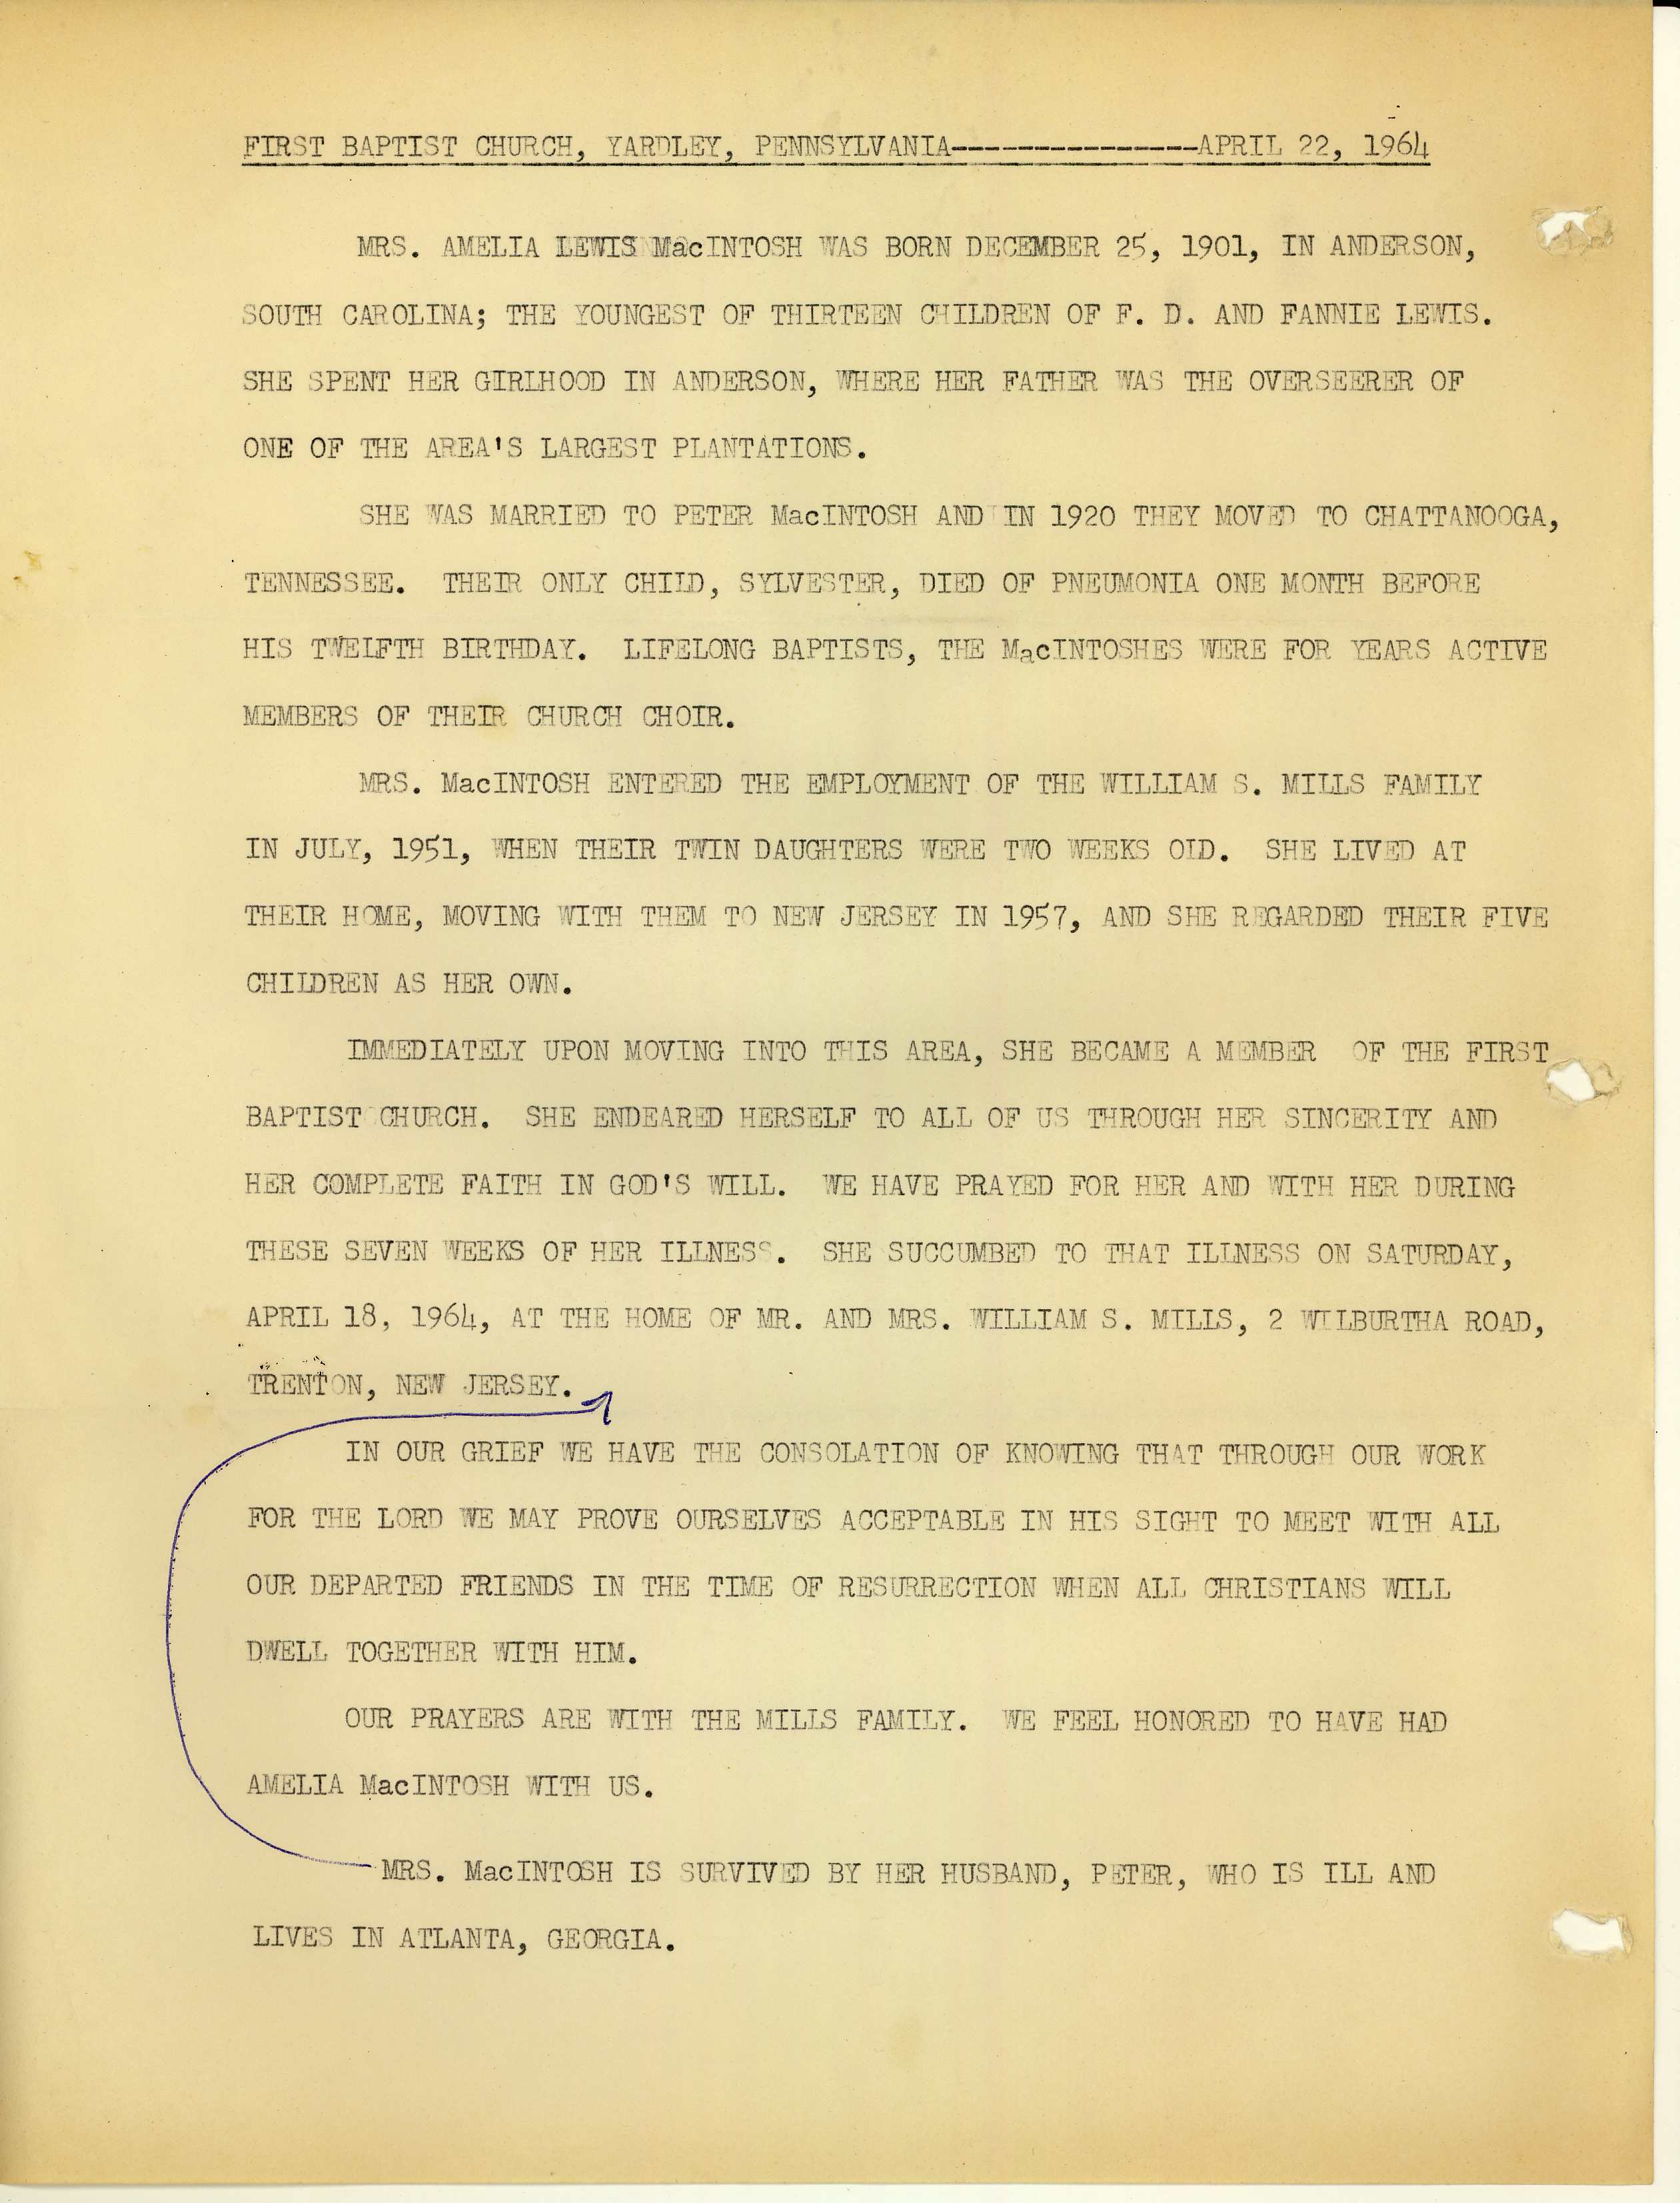 FIRST BAPTIST CHURCH, YARDLEY, PENNSYLVANIA---------------APRIL 22, 1964
MRS. AMELIA LEWIS MacINTOSH WAS BORN DECEMBER 25, 1901, IN ANDERSON,
SOUTH CAROLINA; THE YOUNGEST OF THIRTEEN CHILDREN OF F. D. AND FANNIE LEWIS.
SHE SPENT HER GIRLHOOD IN ANDERSON, WHERE HER FATHER WAS THE OVERSEERER OF
ONE OF THE AREA'S LARGEST PLANTATIONS.
SHE WAS MARRIED TO PETER MacINTOSH AND IN 1920 THEY MOVED TO CHATTANOOGA,
TENNESSEE. THEIR ONLY CHILD, SYLVESTER, DIED OF PNEUMONIA ONE MONTH BEFORE
HIS TWELFTH BIRTHDAY. LIFELONG BAPTISTS, THE MacINTOSHES WERE FOR YEARS ACTIVE
MEMBERS OF THEIR CHURCH CHOIR.
MRS. MacINTOSH ENTERED THE EMPLOYMENT OF THE WILLIAM S. MILLS FAMILY
IN JULY, 1951, WHEN THEIR TWIN DAUGHTERS WERE TWO WEEKS OLD. SHE LIVED AT
THEIR HOME, MOVING WITH THEM TO NEW JERSEY IN 1957, AND SHE REGARDED THEIR FIVE
CHILDREN AS HER OWN.
IMMEDIATELY UPON MOVING INTO THIS AREA, SHE BECAME A MEMBER OF THE FIRST
BAPTIST CHURCH. SHE ENDEARED HERSELF TO ALL OF US THROUGH HER SINCERITY AND
HER COMPLETE FAITH IN GOD'S WILL. WE HAVE PRAYED FOR HER AND WITH HER DURING
THESE SEVEN WEEKS OF HER ILLNESS. SHE SUCCUMBED TO THAT ILLNESS ON SATURDAY,
APRIL 18, 1964, AT THE HOME OF MR. AND MRS. WILLIAM S. MILLS, 2 WILBURTHA ROAD,
TRENTON, NEW JERSEY.
IN OUR GRIEF WE HAVE THE CONSOLATION OF KNOWING THAT THROUGH OUR WORK
FOR THE LORD WE MAY PROVE OURSELVES ACCEPTABLE IN HIS SIGHT TO MEET WITH ALL
OUR DEPARTED FRIENDS IN THE TIME OF RESURRECTION WHEN ALL CHRISTIANS WILL
DWELL TOGETHER WITH HIM.
OUR PRAYERS ARE WITH THE MILLS FAMILY. WE FEEL HONORED TO HAVE HAD
AMELIA MacINTOSH WITH US.
MRS. MacINTOSH IS SURVIVED BY HER HUSBAND, PETER, WHO IS ILL AND
LIVES IN ATLANTA, GEORGIA.